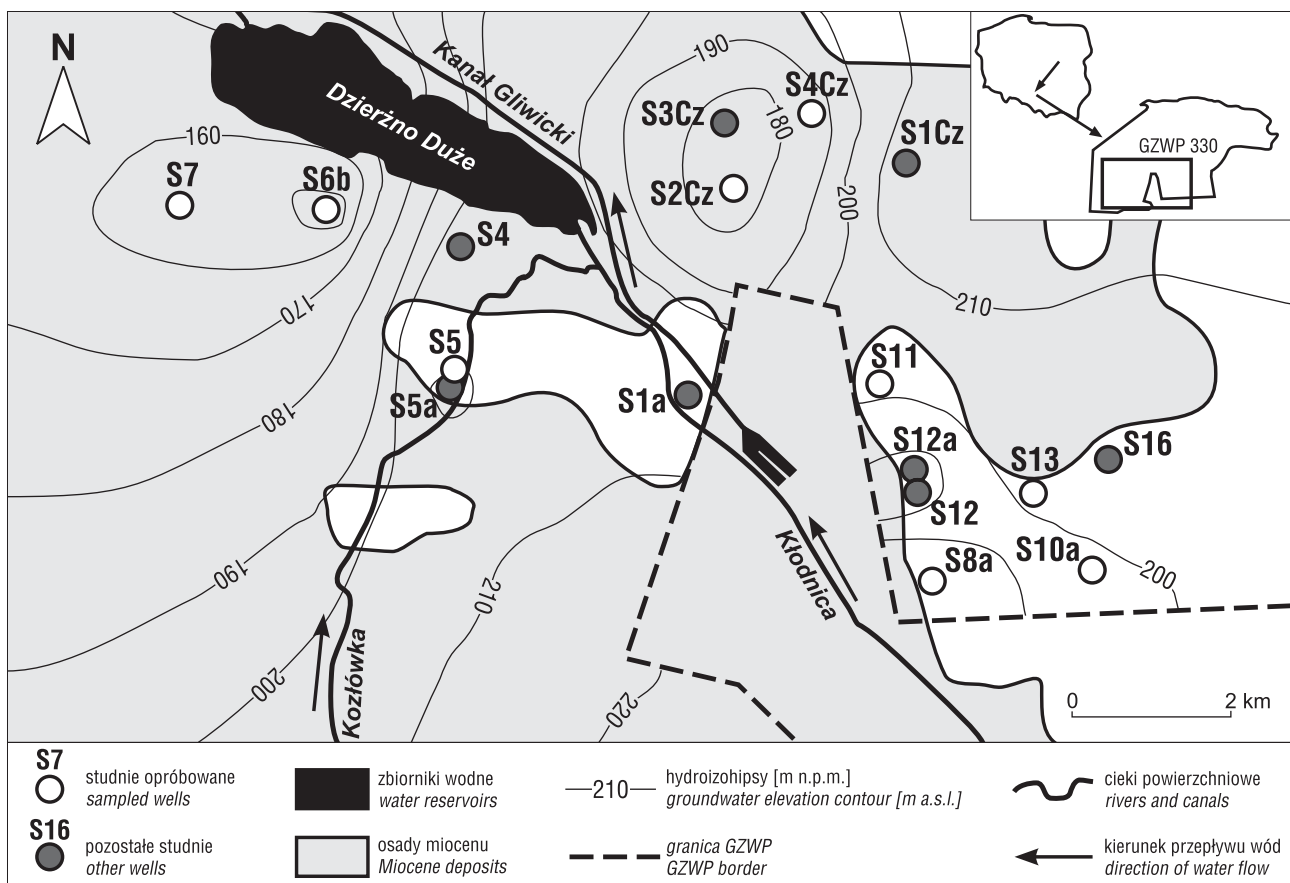 N
Kanał Gliwicki
Dzierżno Duże
190
S4Cz
S3Cz
180
S1Cz
S2Cz
200
GZWP 330
160
S7
S6b
S4
170
210
S5
S5a
S1a
S11
180
S12a
S12
S13
S16
S8a
S10a
200
Kłodnica
190
210
200
Kozłówka
220
0 2 km
S7
studnie opróbowane
sampled wells
S16
pozostałe studnie
other wells
zbiorniki wodne
water reservoirs
osady miocenu
Miocene deposits
210
hydroizohipsy [m n.p.m.]
groundwater elevation contour [m a.s.l.]
granica GZWP
GZWP border
cieki powierzchniowe
rivers and canals
kierunek przepływu wód
direction of water flow